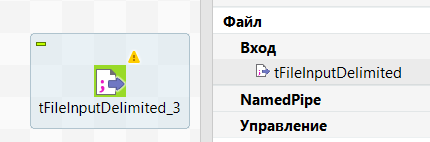 tFileInputDelimited_3
Файл
Вход
tFileInputDelimited
NamedPipe
Управление